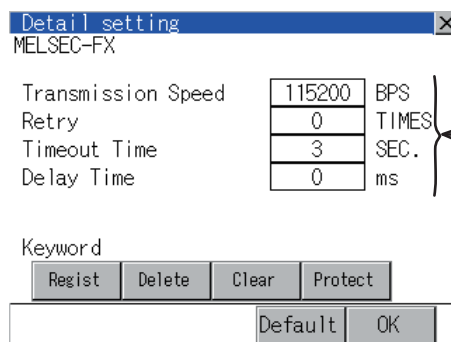 Detail setting ×
MELSEC-FX
Transmission Speed 115200 BPS
Retry 0 TIMES
Timeout Time 3 SEC.
Delay Time 0 ms
Keyword
Regist Delete Clear Protect
Default OK